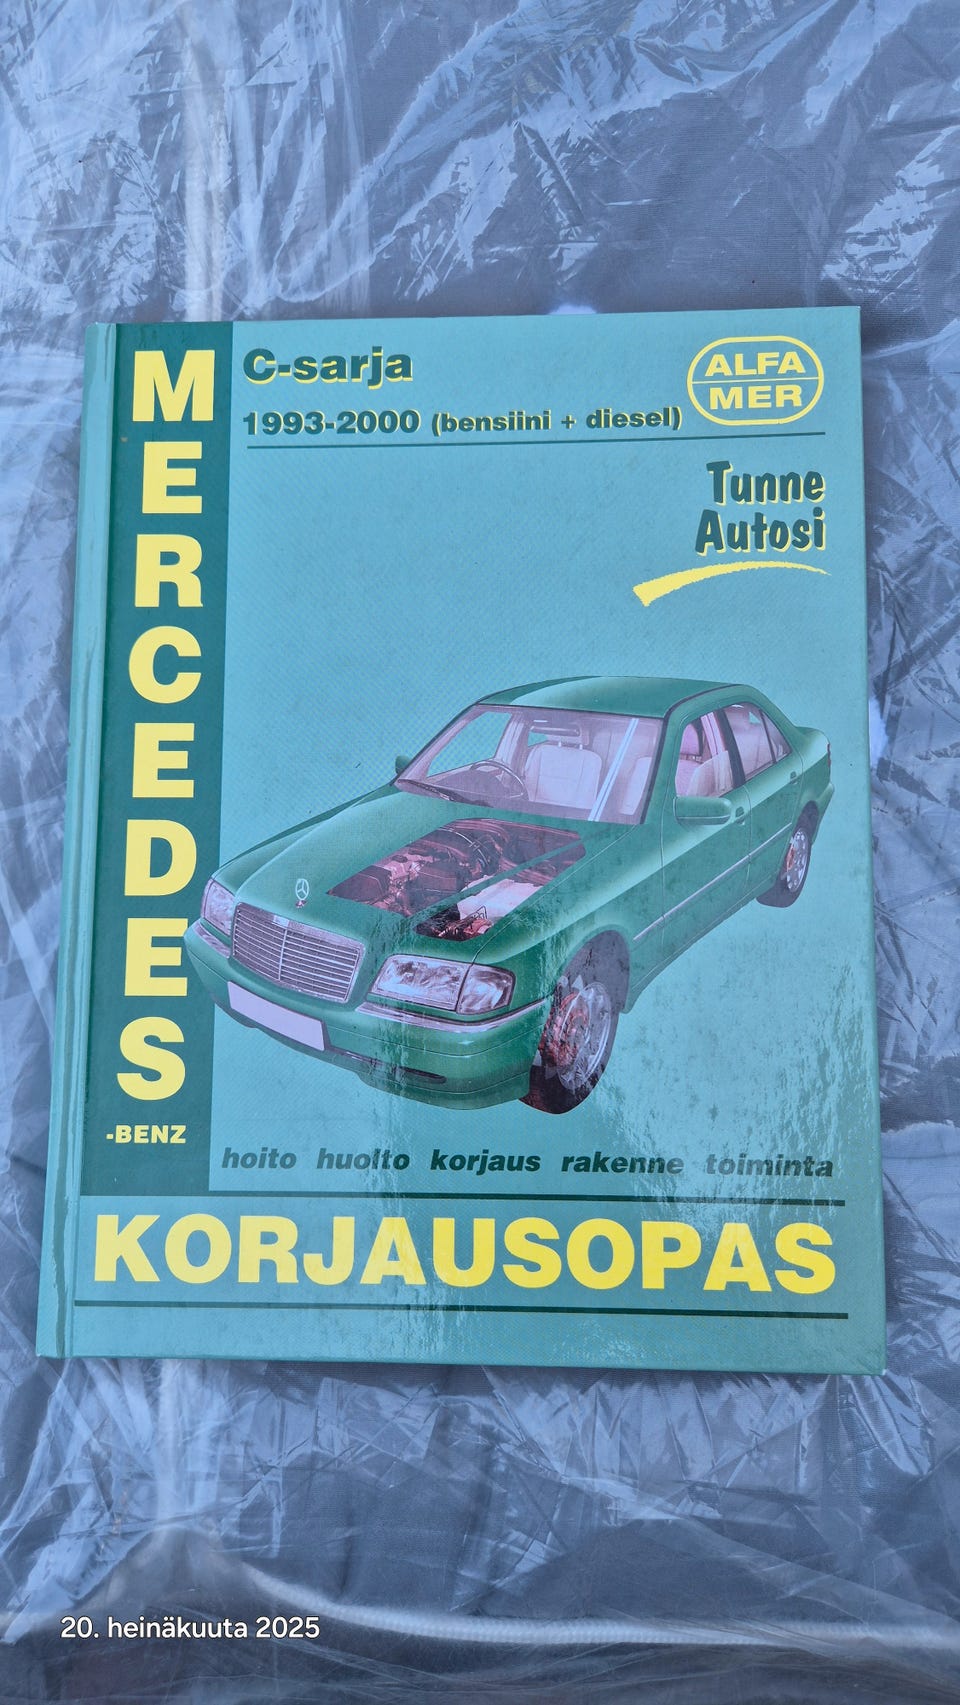 MERCEDES
-BENZ
C-sarja
1993-2000 (bensiini + diesel)
ALFA
MER
Tunne
Autosi
hoito huolto korjaus rakenne toiminta
KORJAUSOPAS
20. heinäkuuta 2025